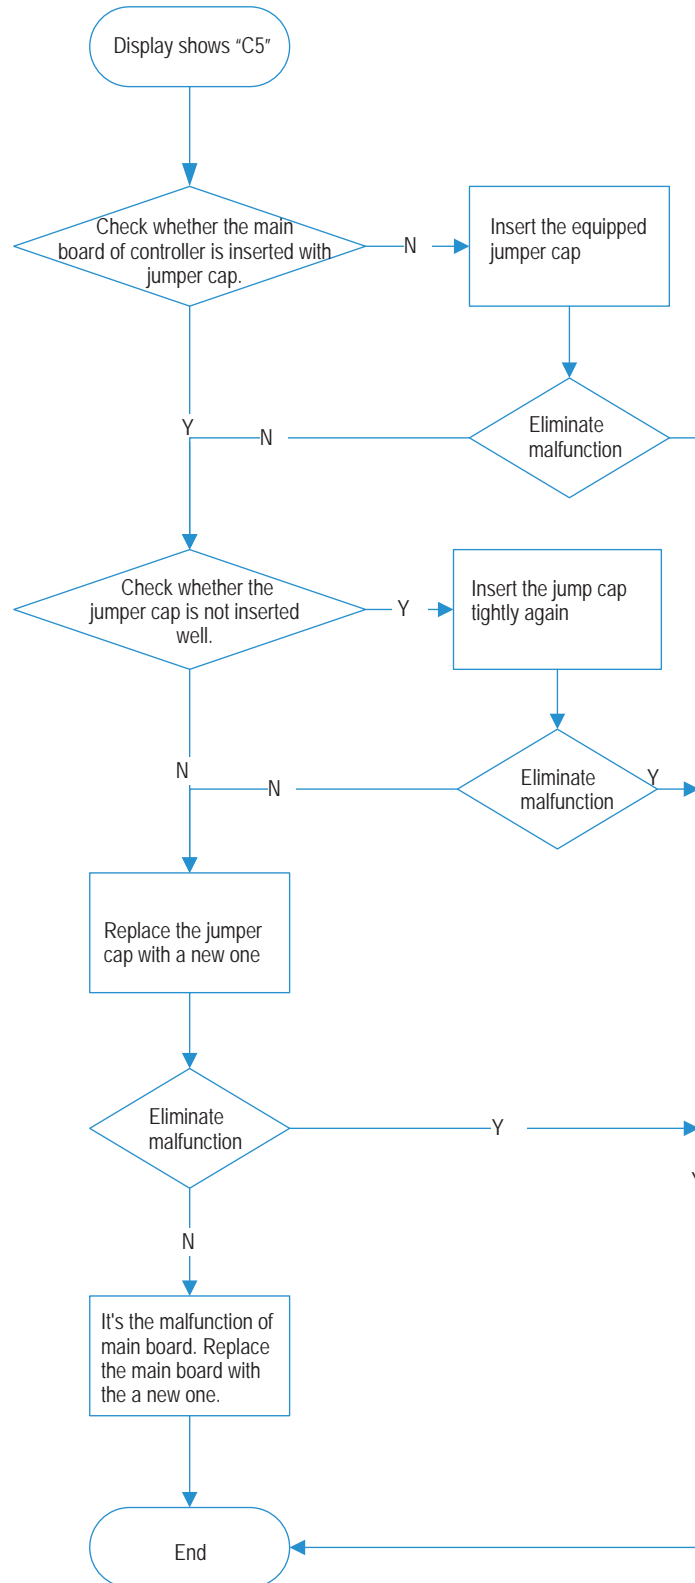 Display shows “C5”
Check whether the main
board of controller is inserted with
jumper cap.
N
Insert the equipped
jumper cap
Y
N
Eliminate
malfunction
Check whether the
jumper cap is not inserted
well.
Y
Insert the jump cap
tightly again
N
N
Eliminate
malfunction
Y
Replace the jumper
cap with a new one
Eliminate
malfunction
Y
Y
N
It's the malfunction of
main board. Replace
the main board with
the a new one.
End